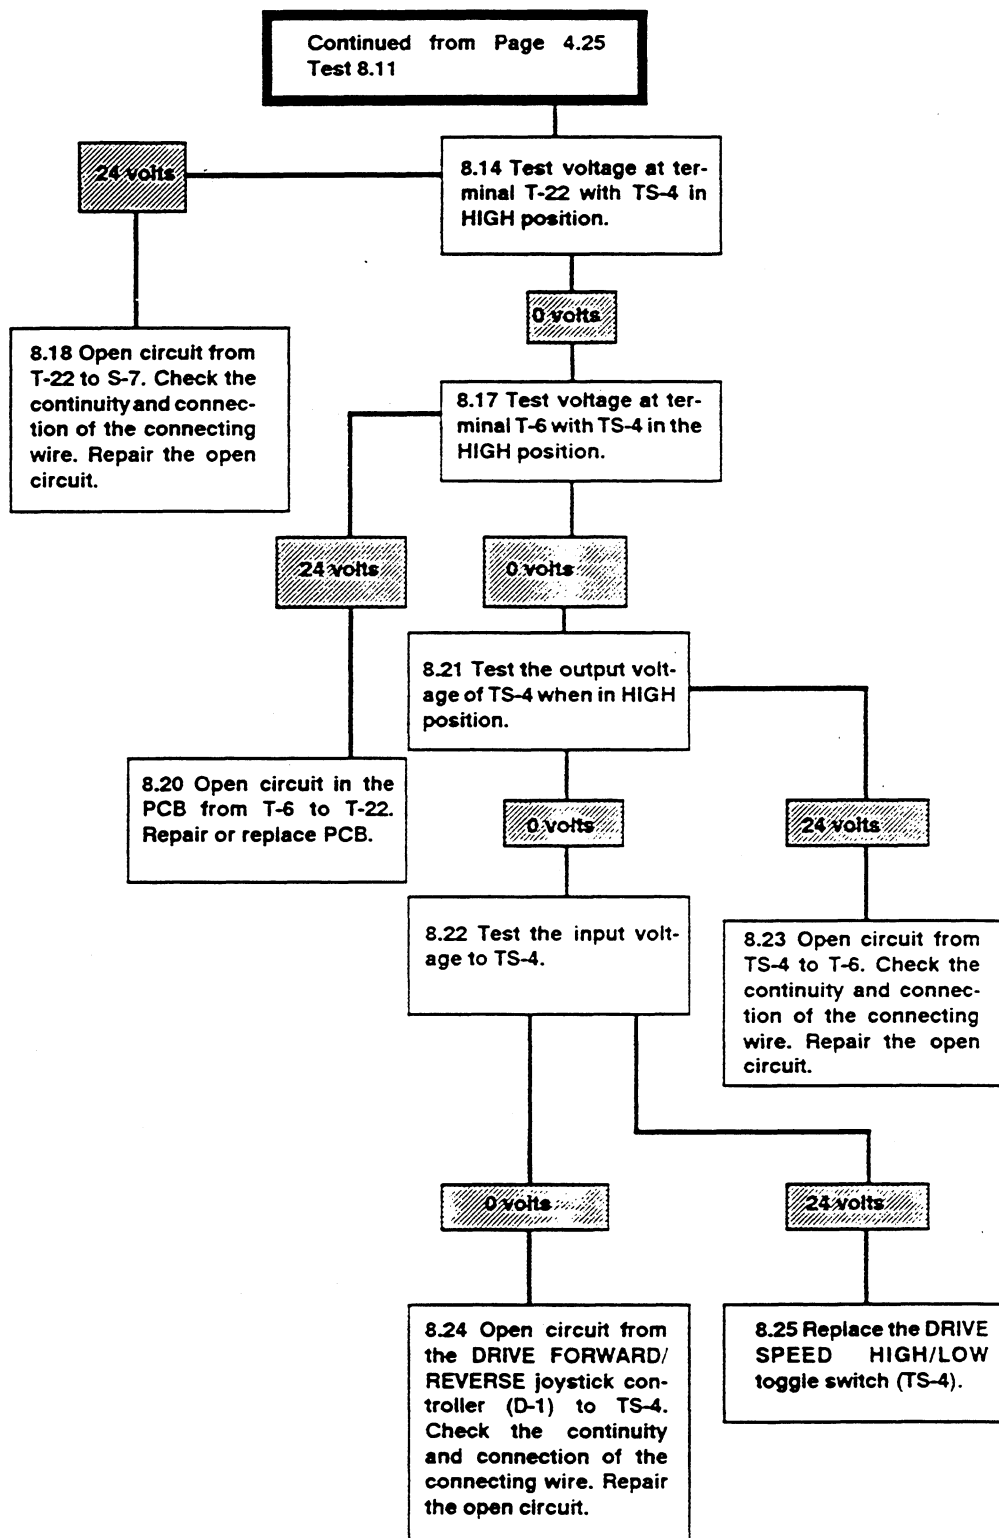 Continued from Page 4.25
Test 8.11
24 volts
8.14 Test voltage at ter-
minal T-22 with TS-4 in
HIGH position.
0 volts
8.18 Open circuit from
T-22 to S-7. Check the
continuity and connec-
tion of the connecting
wire. Repair the open
circuit.
8.17 Test voltage at ter-
minal T-6 with TS-4 in the
HIGH position.
24 volts
0 volts
8.21 Test the output volt-
age of TS-4 when in HIGH
position.
8.20 Open circuit in the
PCB from T-6 to T-22.
Repair or replace PCB.
0 volts
24 volts
8.22 Test the input volt-
age to TS-4.
8.23 Open circuit from
TS-4 to T-6. Check the
continuity and connec-
tion of the connecting
wire. Repair the open
circuit.
0 volts
24 volts
8.24 Open circuit from
the DRIVE FORWARD/
REVERSE joystick con-
troller (D-1) to TS-4.
Check the continuity
and connection of the
connecting wire. Repair
the open circuit.
8.25 Replace the DRIVE
SPEED HIGH/LOW
toggle switch (TS-4).